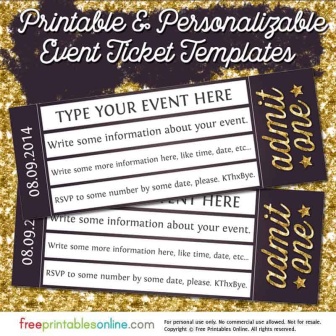 Printable & Personalizable
Event Ticket Templates
08.09.2014
TYPE YOUR EVENT HERE
Write some information about your event.
Write some more information here, like time, date, etc...
RSVP to some number by some date, please. KThxBye.
admit
one
08.09.2
Write some information about your event.
Write some more information here, like time, date, etc...
RSVP to some number by some date, please. KThxBye.
admit
one
freeprintablesonline.com
For personal use only. No commercial use allowed. Not for resale.
Copyright: © Free Printables Online. All Rights Reserved.